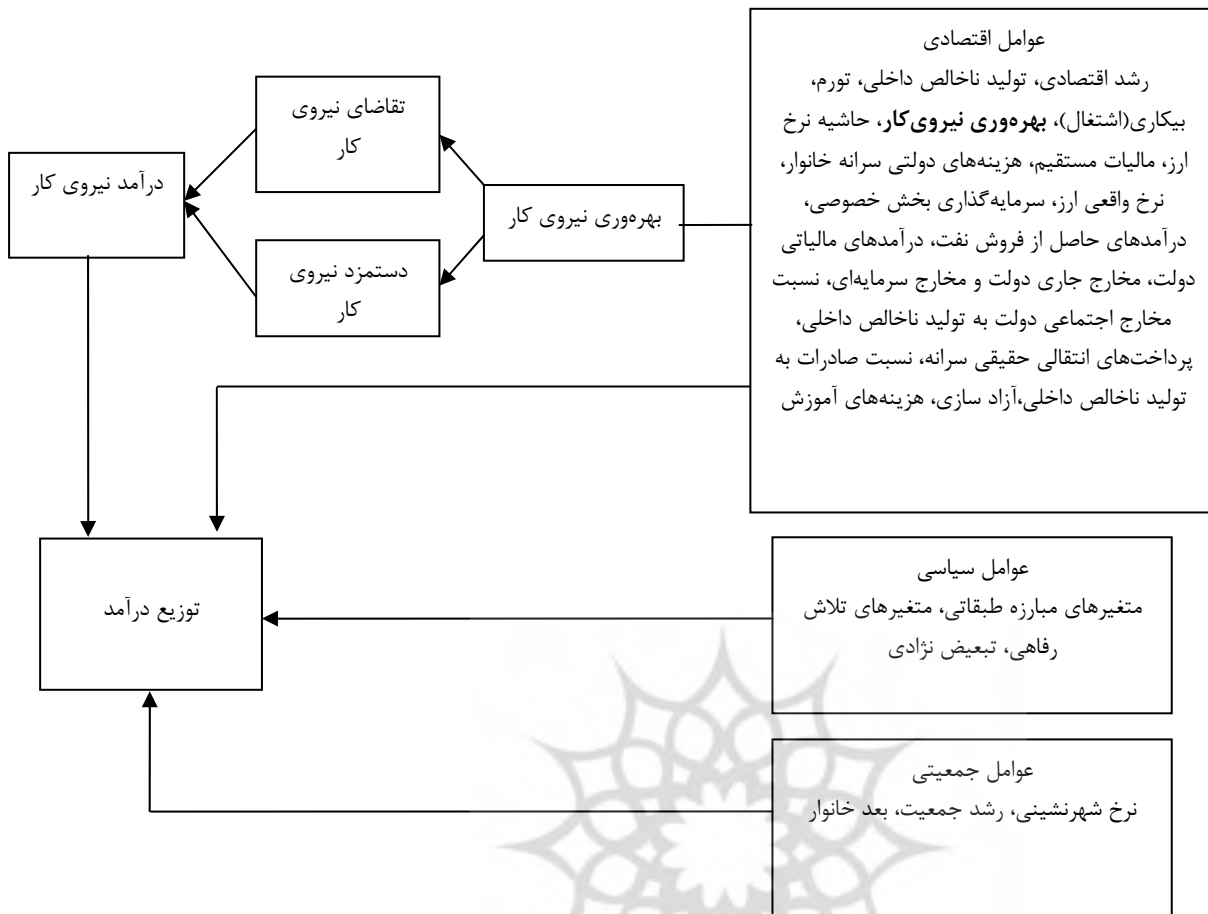 عوامل اقتصادی
رشد اقتصادی، تولید ناخالص داخلی، تورم،
بیکاری(اشتغال)، بهره‌وری نیروی‌کار، حاشیه نرخ
ارز، مالیات مستقیم، هزینه‌های دولتی سرانه خانوار،
نرخ واقعی ارز، سرمایه‌گذاری بخش خصوصی،
درآمدهای حاصل از فروش نفت، درآمدهای مالیاتی
دولت، مخارج جاری دولت و مخارج سرمایه‌ای، نسبت
مخارج اجتماعی دولت به تولید ناخالص داخلی،
پرداخت‌های انتقالی حقیقی سرانه، نسبت صادرات به
تولید ناخالص داخلی،آزاد سازی، هزینه‌های آموزش
بهره‌وری نیروی کار
تقاضای نیروی
کار
دستمزد نیروی
کار
درآمد نیروی کار
توزیع درآمد
عوامل سیاسی
متغیرهای مبارزه طبقاتی، متغیرهای تلاش
رفاهی، تبعیض نژادی
عوامل جمعیتی
نرخ شهرنشینی، رشد جمعیت، بعد خانوار